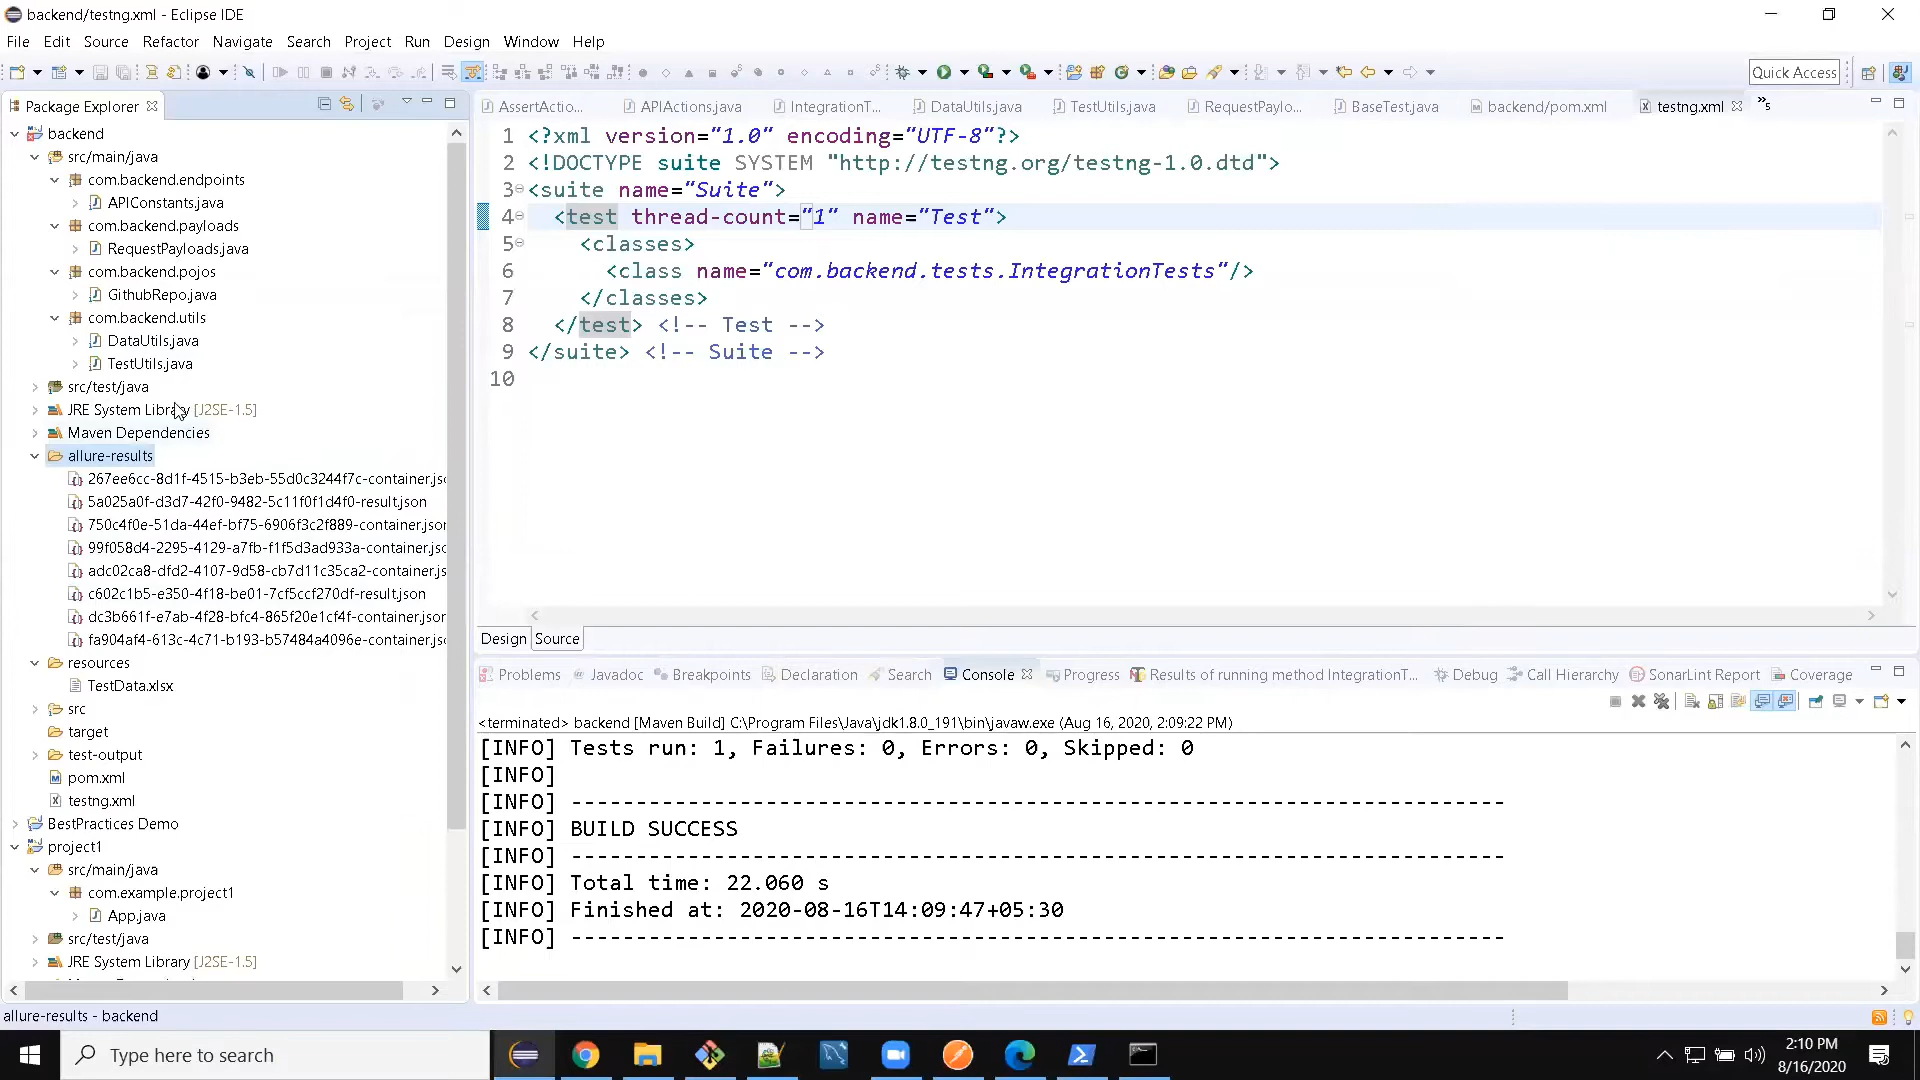 backend/testng.xml - Eclipse IDE
File Edit Source Refactor Navigate Search Project Run Design Window Help
Quick Access
Package Explorer
backend
src/main/java
com.backend.endpoints
APIConstants.java
com.backend.payloads
RequestPayloads.java
com.backend.pojos
GithubRepo.java
com.backend.utils
DataUtils.java
TestUtils.java
src/test/java
JRE System Library [J2SE-1.5]
Maven Dependencies
allure-results
267ee6cc-8d1f-4515-b3eb-55d0c3244f7c-container.jso
5a025a0f-d3d7-42f0-9482-5c11f0f1d4f0-result.json
750c4f0e-51da-44ef-bf75-6906f3c2f889-container.json
99f058d4-2295-4129-a7fb-f1f5d3ad933a-container.jso
adc02ca8-dfd2-4107-9d58-cb7d11c35ca2-container.js
c602c1b5-e350-4f18-be01-7cf5ccf270df-result.json
dc3b661f-e7ab-4f28-bfc4-865f20e1cf4f-container.json
fa904af4-613c-4c71-b193-b57484a4096e-container.jso
resources
TestData.xlsx
src
target
test-output
pom.xml
testng.xml
BestPractices Demo
project1
src/main/java
com.example.project1
App.java
src/test/java
JRE System Library [J2SE-1.5]
AssertActio... APIActions.java IntegrationT... DataUtils.java TestUtils.java RequestPaylo... BaseTest.java backend/pom.xml testng.xml »5
1 <?xml version="1.0" encoding="UTF-8"?>
2 <!DOCTYPE suite SYSTEM "http://testng.org/testng-1.0.dtd">
3 <suite name="Suite">
4 <test thread-count="1" name="Test">
5 <classes>
6 <class name="com.backend.tests.IntegrationTests"/>
7 </classes>
8 </test> <!-- Test -->
9 </suite> <!-- Suite -->
10
Design Source
Problems Javadoc Breakpoints Declaration Search Console Progress Results of running method IntegrationT... Debug Call Hierarchy SonarLint Report Coverage
<terminated> backend [Maven Build] C:\Program Files\Java\jdk1.8.0_191\bin\javaw.exe (Aug 16, 2020, 2:09:22 PM)
[INFO] Tests run: 1, Failures: 0, Errors: 0, Skipped: 0
[INFO]
[INFO] ------------------------------------------------------------------------
[INFO] BUILD SUCCESS
[INFO] ------------------------------------------------------------------------
[INFO] Total time: 22.060 s
[INFO] Finished at: 2020-08-16T14:09:47+05:30
[INFO] ------------------------------------------------------------------------
allure-results - backend
Type here to search
2:10 PM
8/16/2020